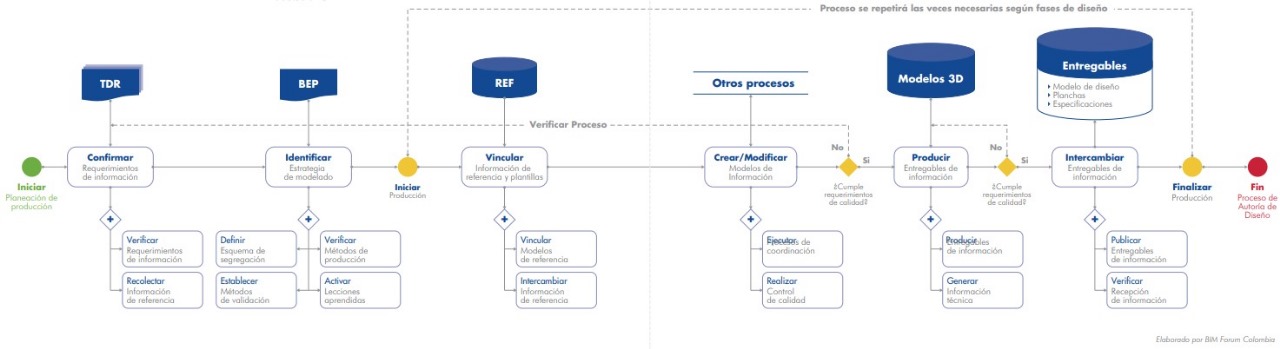 Proceso se repetirá las veces necesarias según fases de diseño
TDR
BEP
REF
Otros procesos
Modelos 3D
Entregables
Modelo de diseño
Planchas
Especificaciones
Verificar Proceso
Iniciar
Planeación de
producción
Confirmar
Requerimientos
de información
Identificar
Estrategia
de modelado
Iniciar
Producción
Vincular
Información de
referencia y plantillas
Crear/Modificar
Modelos de
Información
No
Si
¿Cumple
requerimientos
de calidad?
Producir
Entregables de
información
No
Si
¿Cumple
requerimientos
de calidad?
Intercambiar
Entregables de
información
Finalizar
Producción
Fin
Proceso de
Autoría de
Diseño
+
+
+
+
+
+
Verificar
Requerimientos
de información
Recolectar
Información
de referencia
Definir
Esquema de
segregación
Establecer
Métodos
de validación
Verificar
Métodos de
producción
Activar
Lecciones
aprendidas
Vincular
Modelos
de referencia
Intercambiar
Información
de referencia
Ejecutar
de
coordinación
Realizar
Control
de calidad
Producir
Entregables
de información
Generar
Información
técnica
Publicar
Entregables
de información
Verificar
Recepción
de información
Elaborado por BIM Forum Colombia